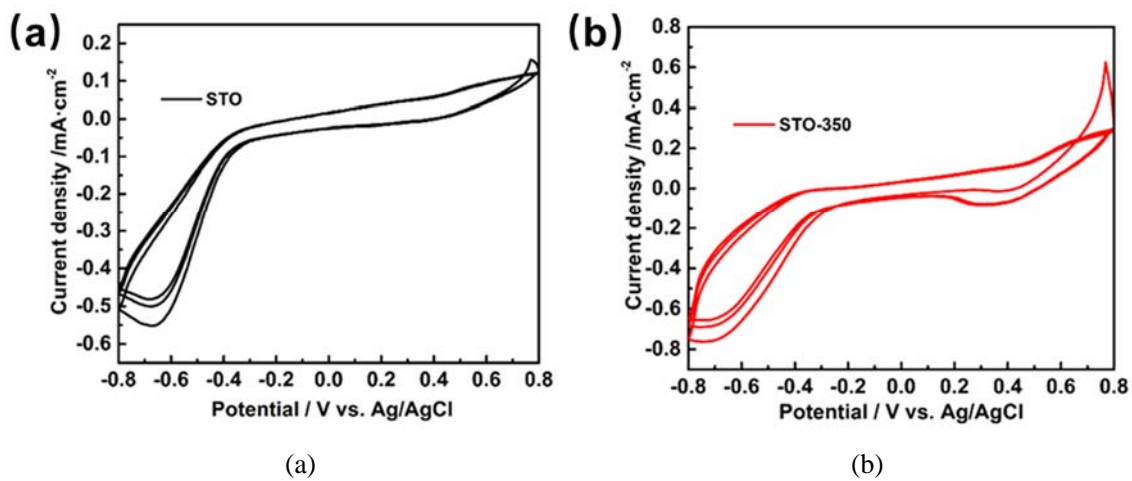 (a)
Current density /mA·cm-2
0.2
0.1
0.0
-0.1
-0.2
-0.3
-0.4
-0.5
-0.6
STO
-0.8 -0.6 -0.4 -0.2 0.0 0.2 0.4 0.6 0.8
Potential / V vs. Ag/AgCl
(a)
(b)
Current density /mA·cm-2
0.8
0.6
0.4
0.2
0.0
-0.2
-0.4
-0.6
-0.8
STO-350
-0.8 -0.6 -0.4 -0.2 0.0 0.2 0.4 0.6 0.8
Potential / V vs. Ag/AgCl
(b)